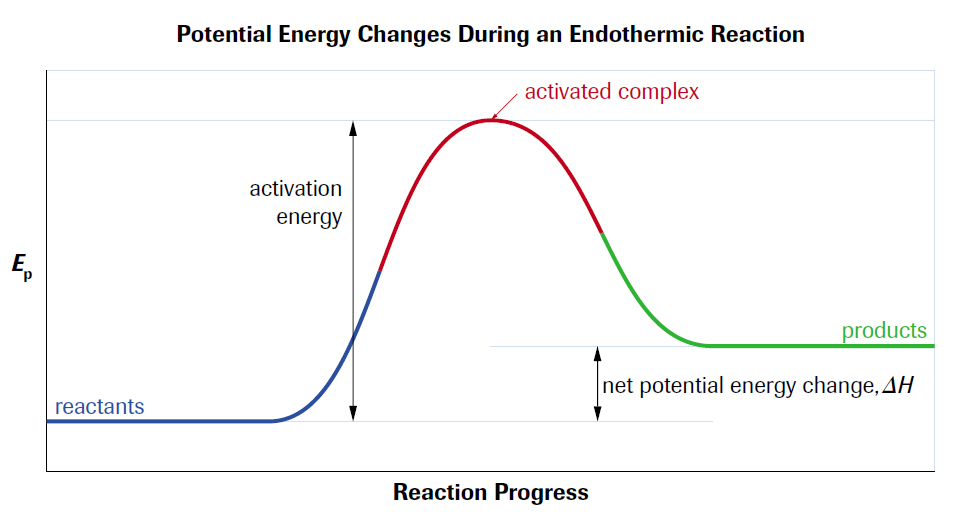 Potential Energy Changes During an Endothermic Reaction
activated complex
activation
energy
Ep
products
net potential energy change, ΔH
reactants
Reaction Progress